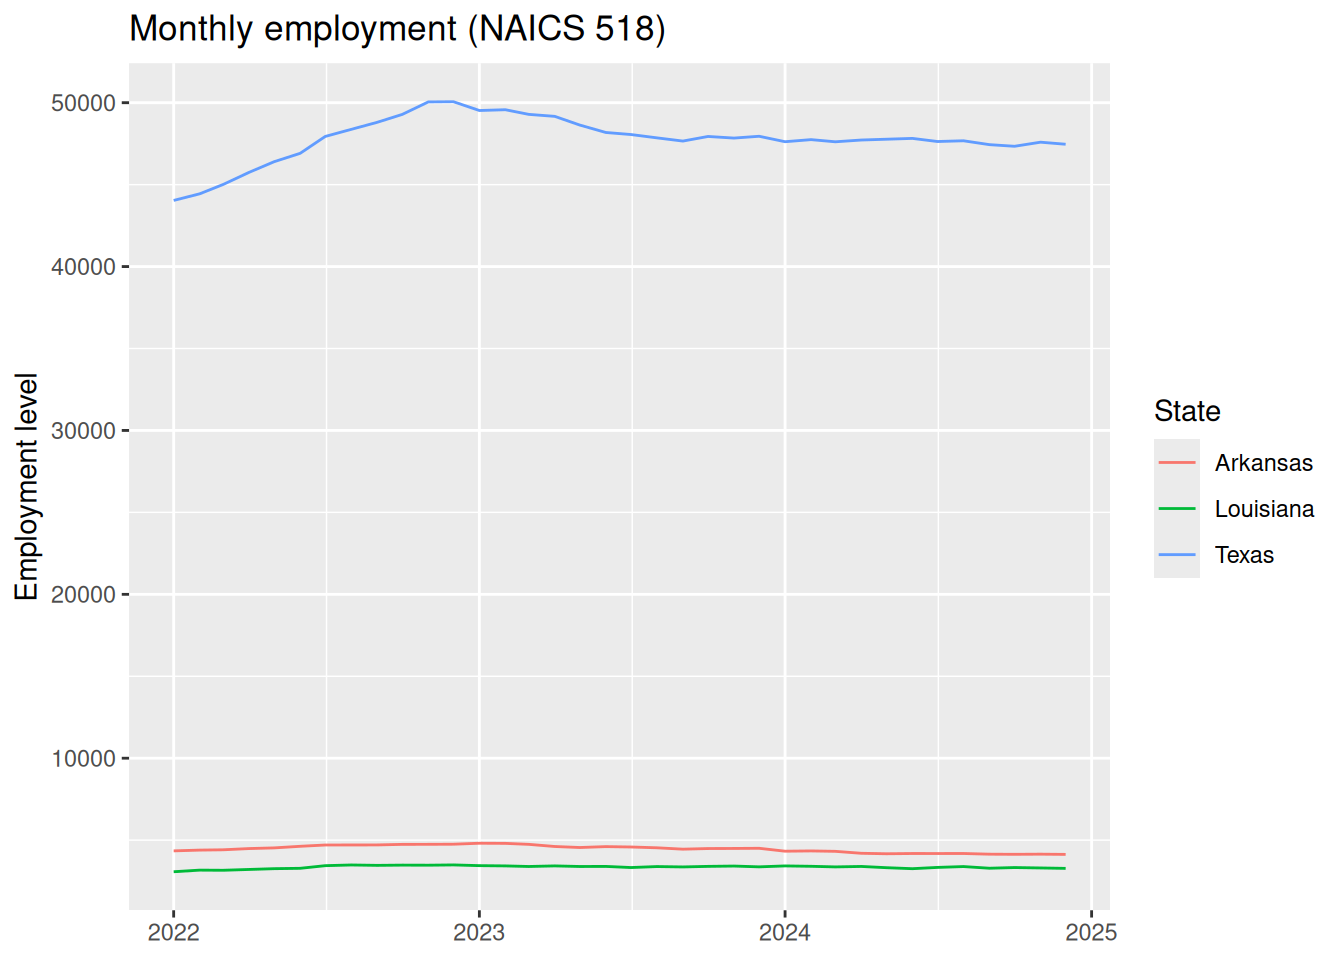 Monthly employment (NAICS 518)
50000
40000
30000
20000
10000
Employment level
2022
2023
2024
2025
State
Arkansas
Louisiana
Texas